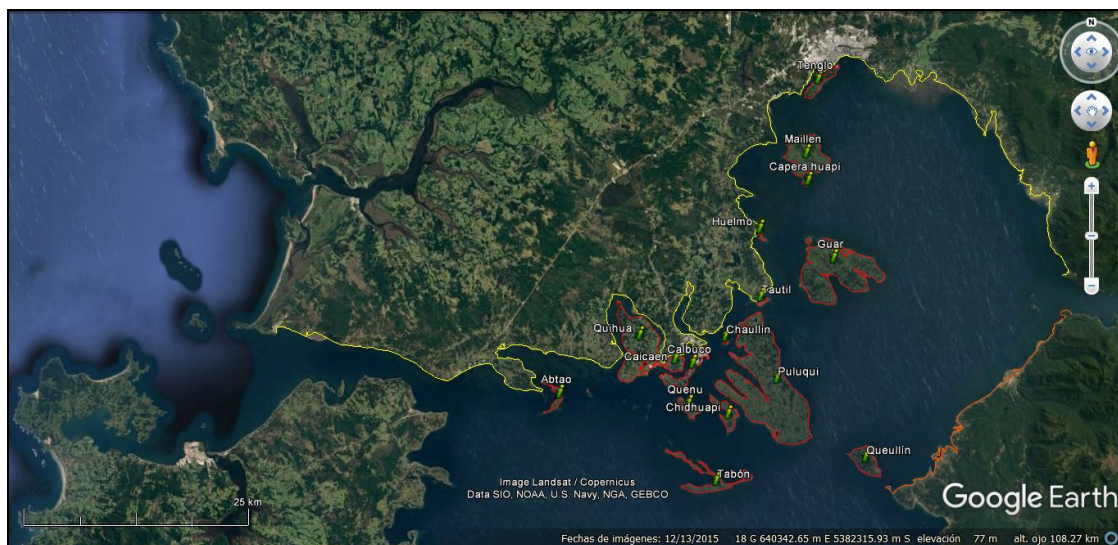 N
Tenglo
Maillen
Capera huapi
Huelmo
Guar
Tautil
Quihua
Chaullin
Calbuco
Caicaen
Abtao
Puluqui
Quenu
Chidhuapi
Queullín
Tabón
Image Landsat / Copernicus
Data SIO, NOAA, U.S. Navy, NGA, GEBCO
25 km
Google Earth
Fechas de imágenes: 12/13/2015 18 G 640342.65 m E 5382315.93 m S elevación 77 m alt. ojo 108.27 km